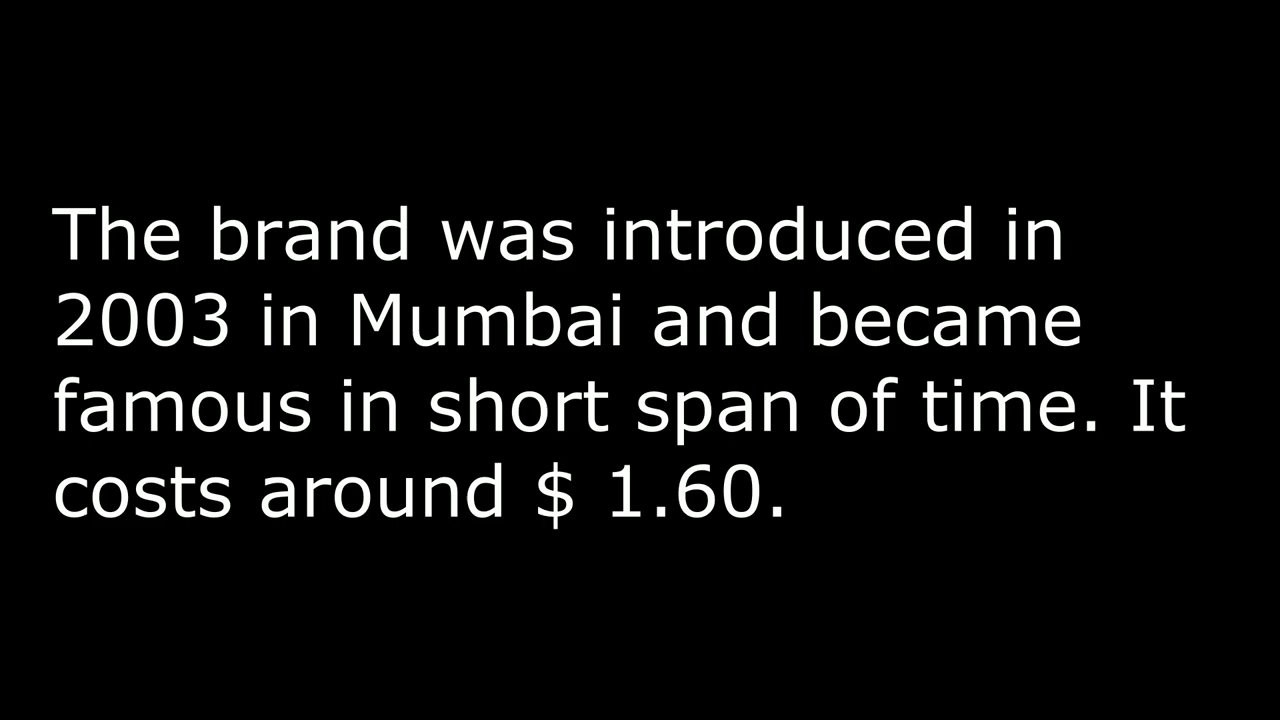 The brand was introduced in
2003 in Mumbai and became
famous in short span of time. It
costs around $ 1.60.